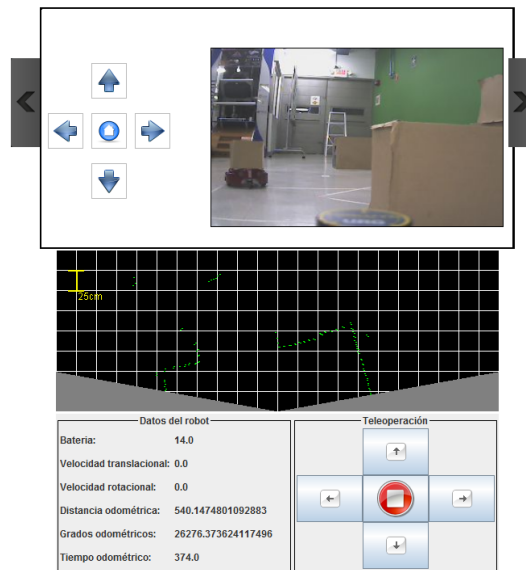 25cm
Datos del robot
Bateria: 14.0
Velocidad translacional: 0.0
Velocidad rotacional: 0.0
Distancia odométrica: 540.1474801092883
Grados odométricos: 26276.373624117496
Tiempo odométrico: 374.0
Teleoperación